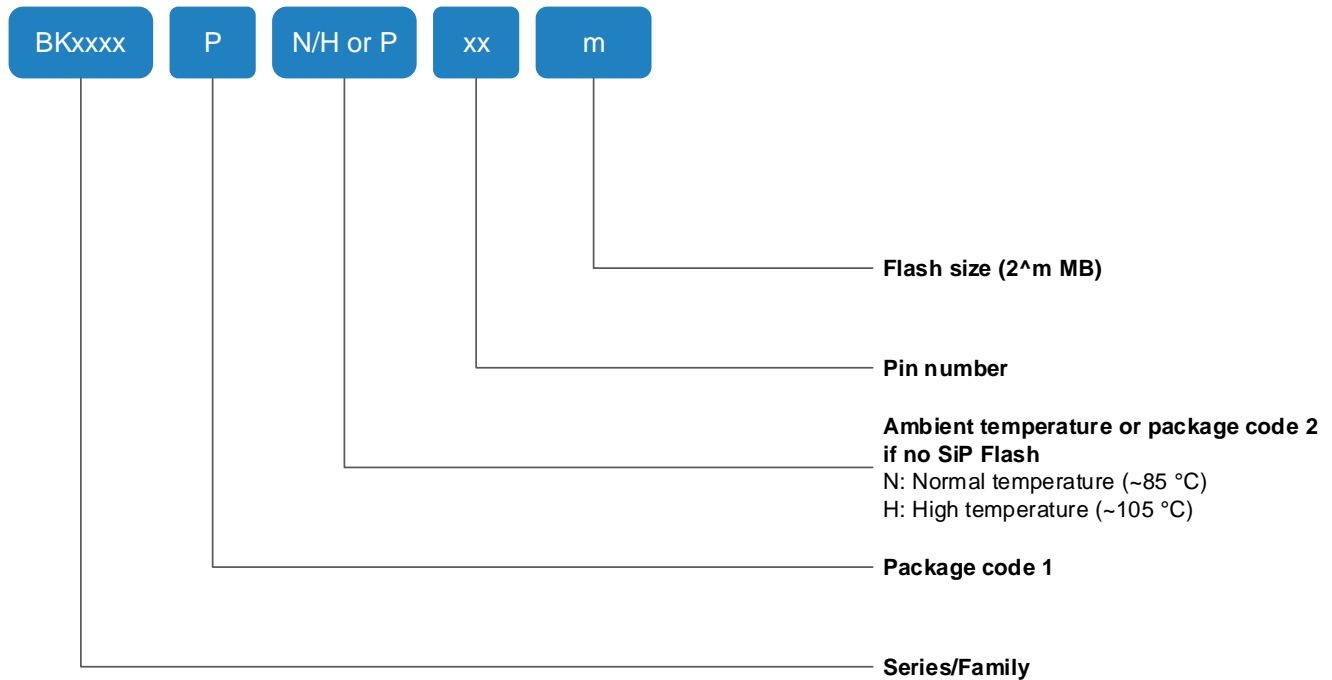 BKxxxx P N/H or P xx m
Flash size (2^m MB)
Pin number
Ambient temperature or package code 2
if no SiP Flash
N: Normal temperature (~85 °C)
H: High temperature (~105 °C)
Package code 1
Series/Family